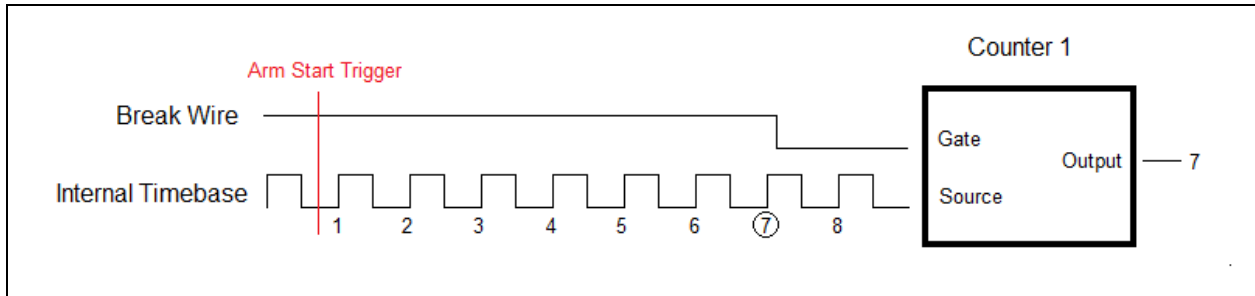 Counter 1
Arm Start Trigger
Break Wire
Gate
Output 7
Internal Timebase
Source
1 2 3 4 5 6 7 8